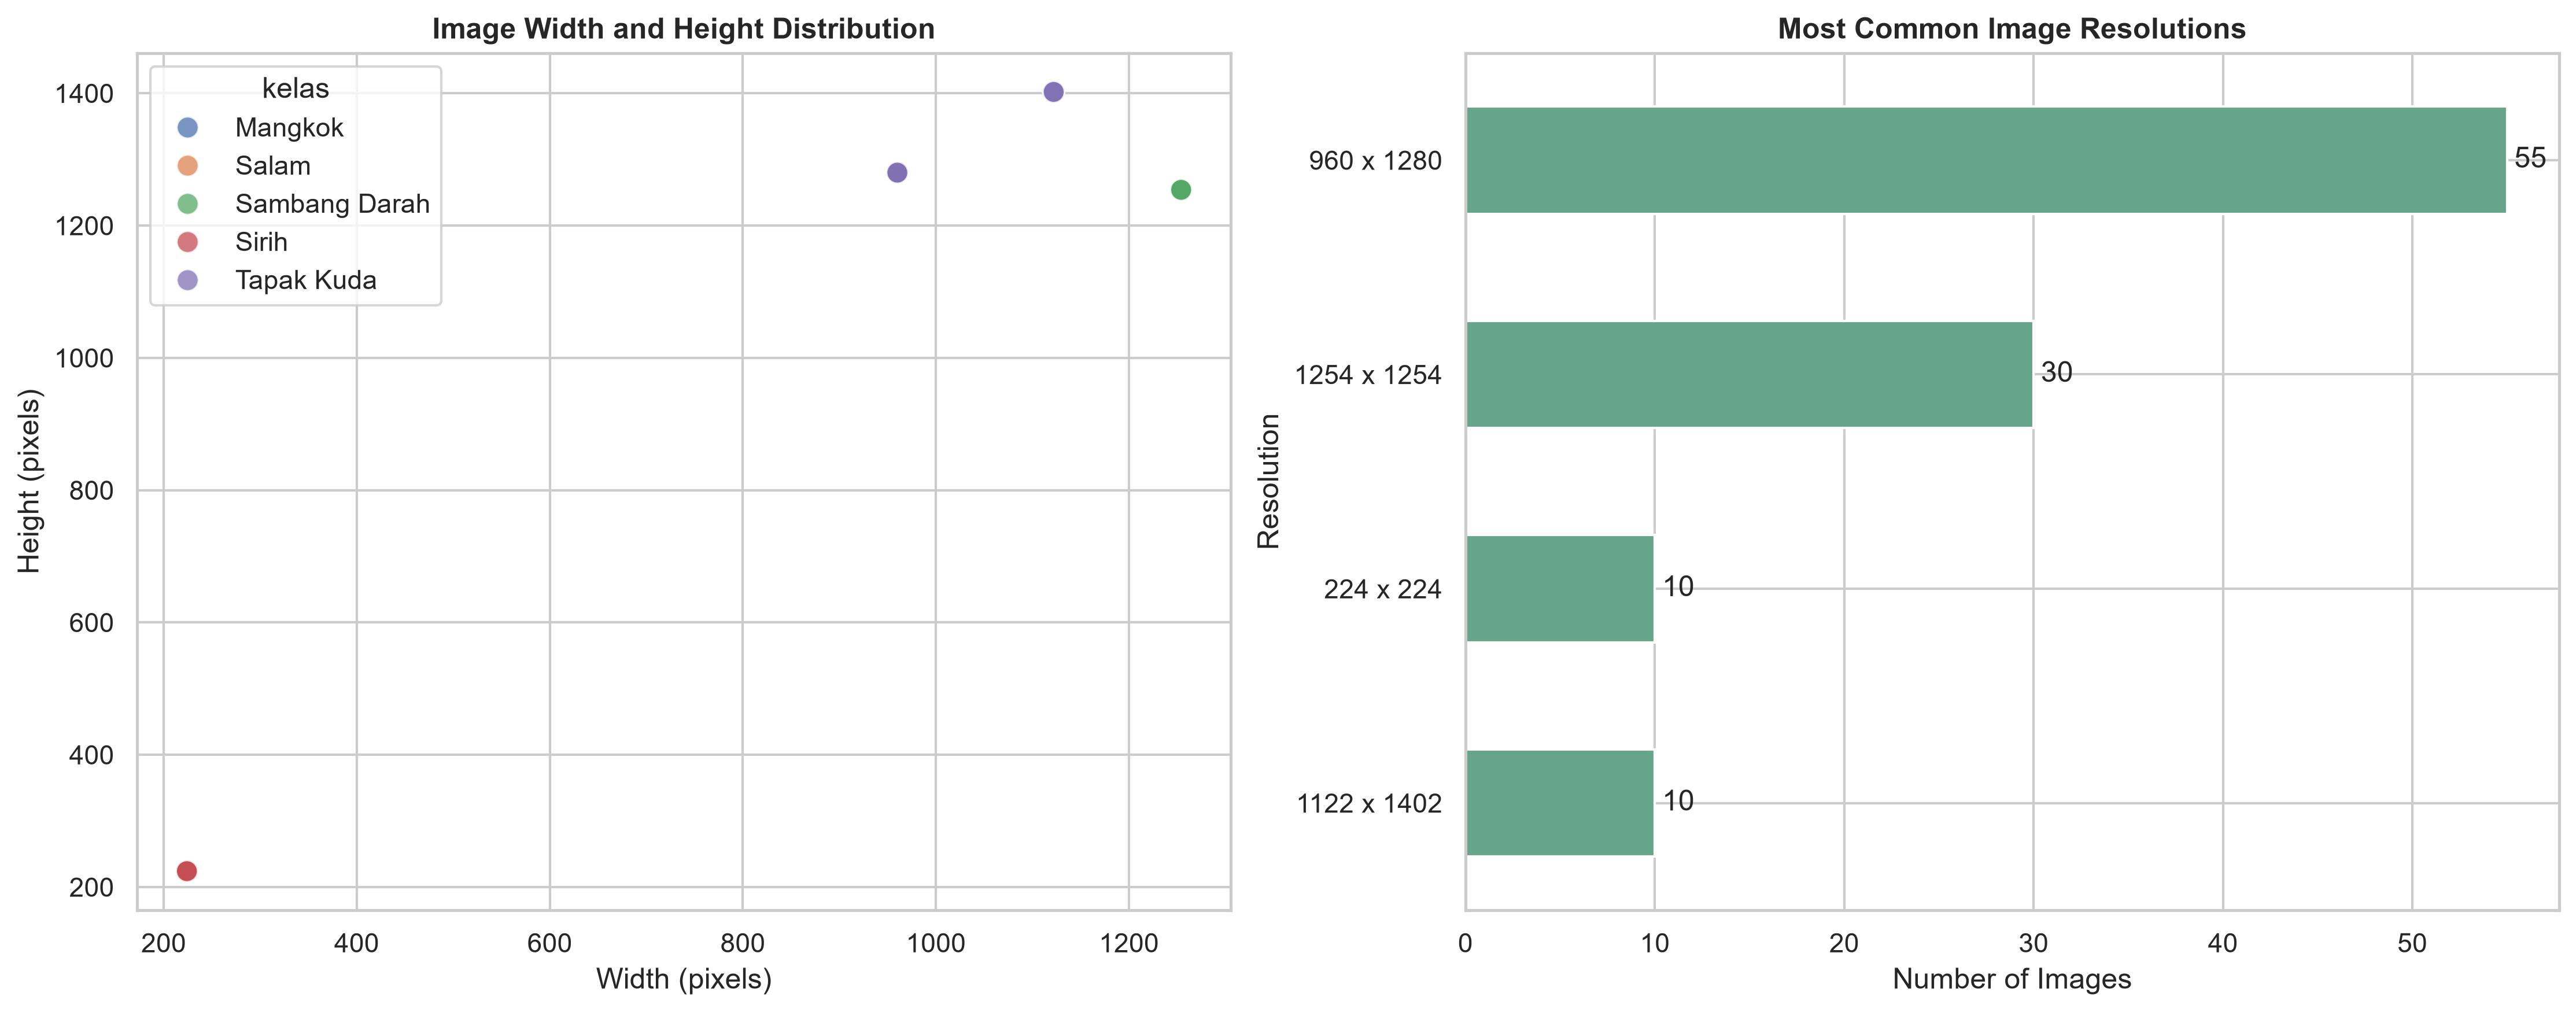 Image Width and Height Distribution
kelas
Mangkok
Salam
Sambang Darah
Sirih
Tapak Kuda
1400
1200
1000
800
600
400
200
Height (pixels)
200 400 600 800 1000 1200
Width (pixels)
Most Common Image Resolutions
Resolution
960 x 1280 55
1254 x 1254 30
224 x 224 10
1122 x 1402 10
0 10 20 30 40 50
Number of Images